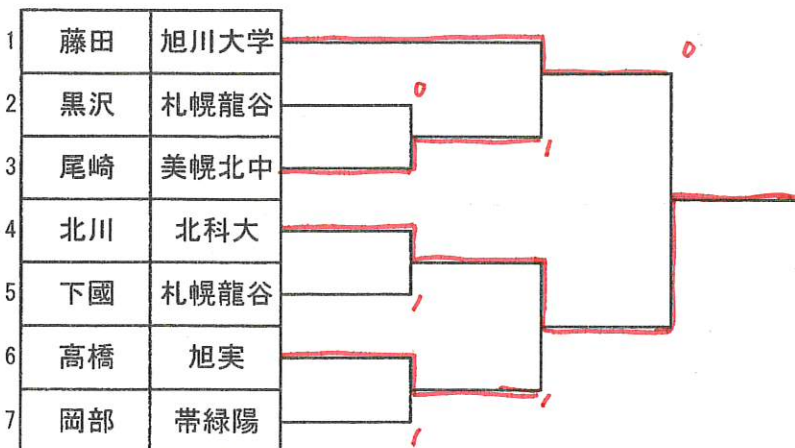 1 藤田 旭川大学
0
2 黒沢 札幌龍谷
0
3 尾崎 美幌北中
1
4 北川 北科大
5 下國 札幌龍谷
1
6 高橋 旭実
1
7 岡部 帯緑陽
1